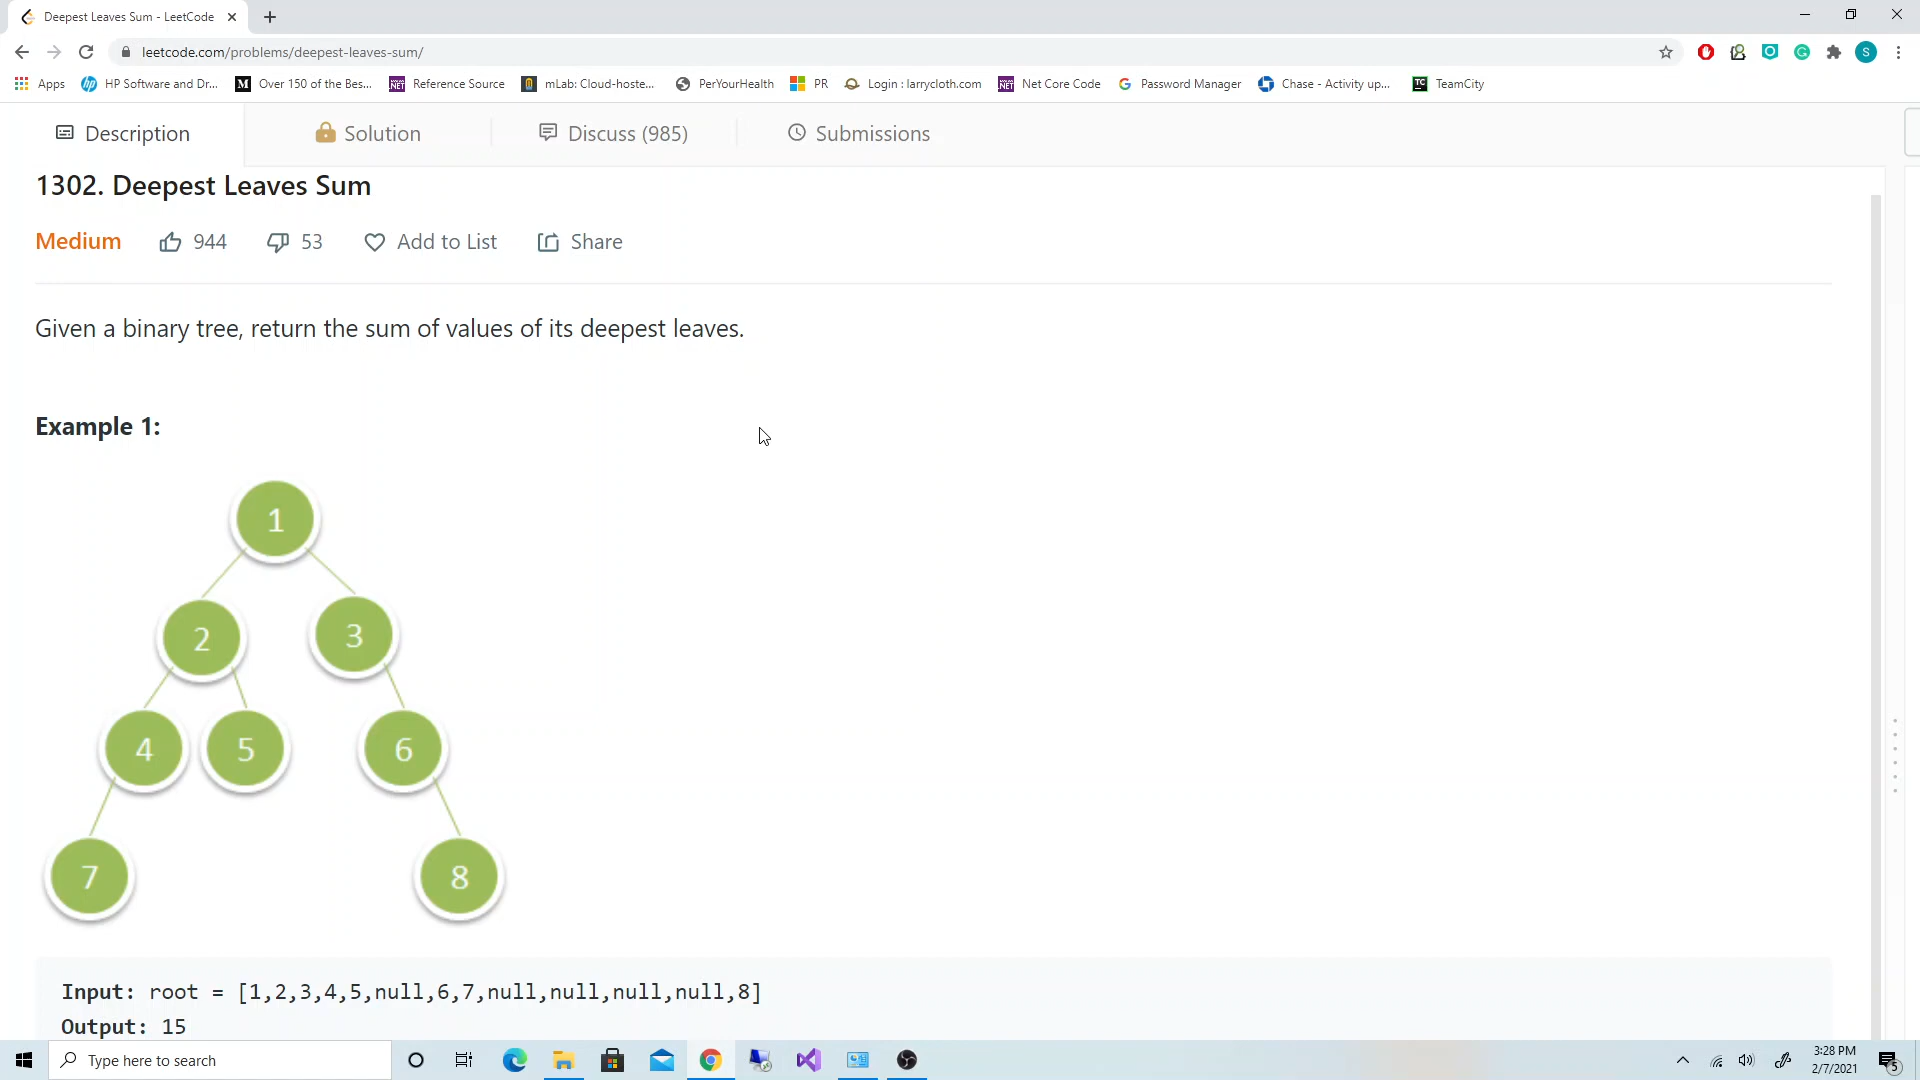 Deepest Leaves Sum - LeetCode
leetcode.com/problems/deepest-leaves-sum/
S
Apps HP Software and Dr... M Over 150 of the Bes... .NET Reference Source mLab: Cloud-hoste... PerYourHealth PR Login : larrycloth.com .NET Net Core Code G Password Manager Chase - Activity up... TC TeamCity
Description Solution Discuss (985) Submissions
1302. Deepest Leaves Sum
Medium 944 53 Add to List Share
Given a binary tree, return the sum of values of its deepest leaves.
Example 1:
1
2 3
4 5 6
7 8
Input: root = [1,2,3,4,5,null,6,7,null,null,null,null,8]
Output: 15
Type here to search
3:28 PM
2/7/2021
5